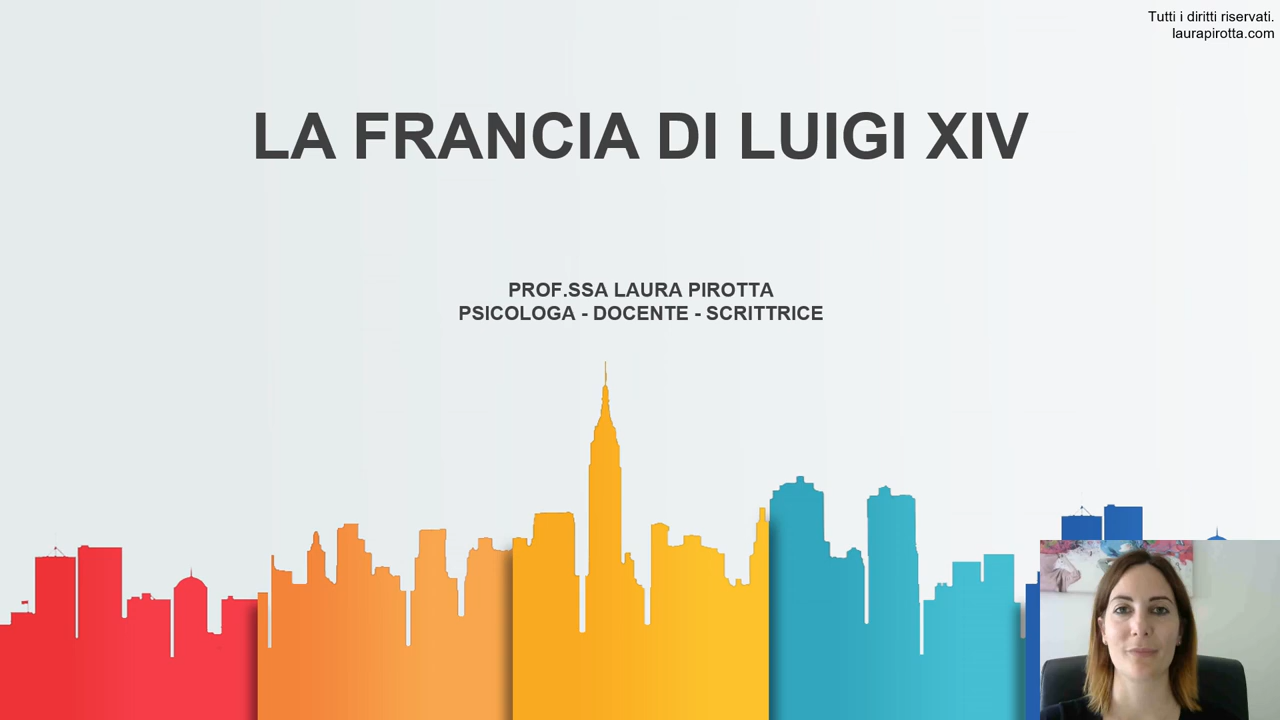 Tutti i diritti riservati.
laurapirotta.com
LA FRANCIA DI LUIGI XIV
PROF.SSA LAURA PIROTTA
PSICOLOGA - DOCENTE - SCRITTRICE